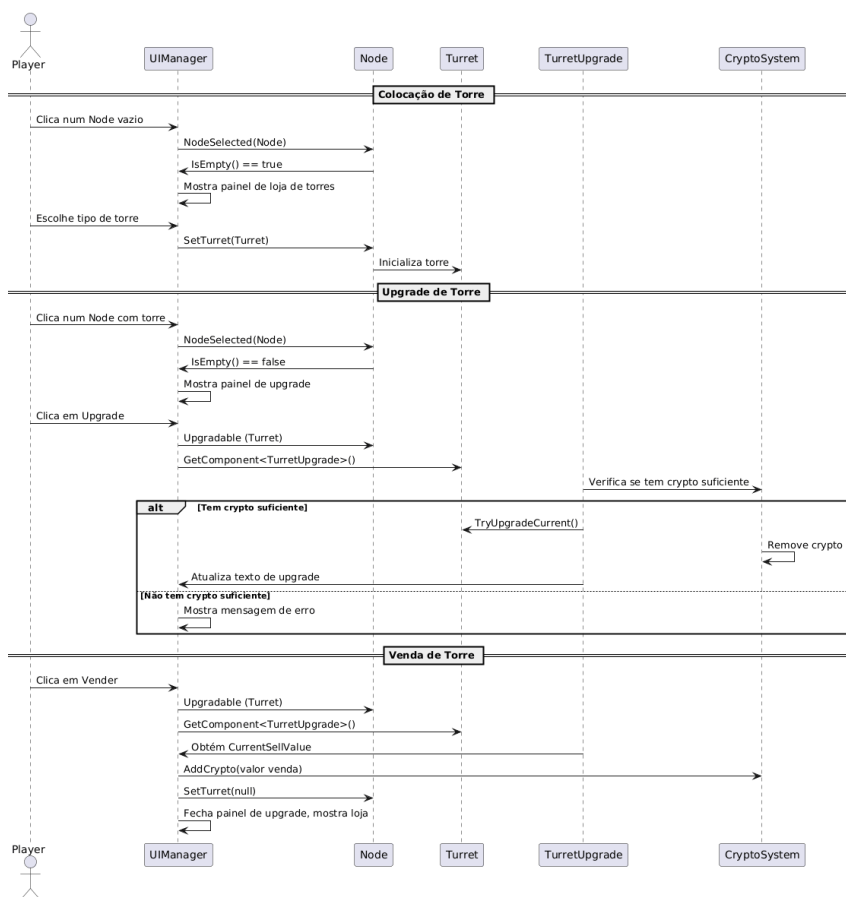 Player
UIManager
Node
Turret
TurretUpgrade
CryptoSystem
Colocação de Torre
Clica num Node vazio
NodeSelected(Node)
IsEmpty() == true
Mostra painel de loja de torres
Escolhe tipo de torre
SetTurret(Turret)
Inicializa torre
Upgrade de Torre
Clica num Node com torre
NodeSelected(Node)
IsEmpty() == false
Mostra painel de upgrade
Clica em Upgrade
Upgradable (Turret)
GetComponent<TurretUpgrade>()
Verifica se tem crypto suficiente
alt
[Tem crypto suficiente]
TryUpgradeCurrent()
Remove crypto
Atualiza texto de upgrade
[Não tem crypto suficiente]
Mostra mensagem de erro
Venda de Torre
Clica em Vender
Upgradable (Turret)
GetComponent<TurretUpgrade>()
Obtém CurrentSellValue
AddCrypto(valor venda)
SetTurret(null)
Fecha painel de upgrade, mostra loja
Player
UIManager
Node
Turret
TurretUpgrade
CryptoSystem